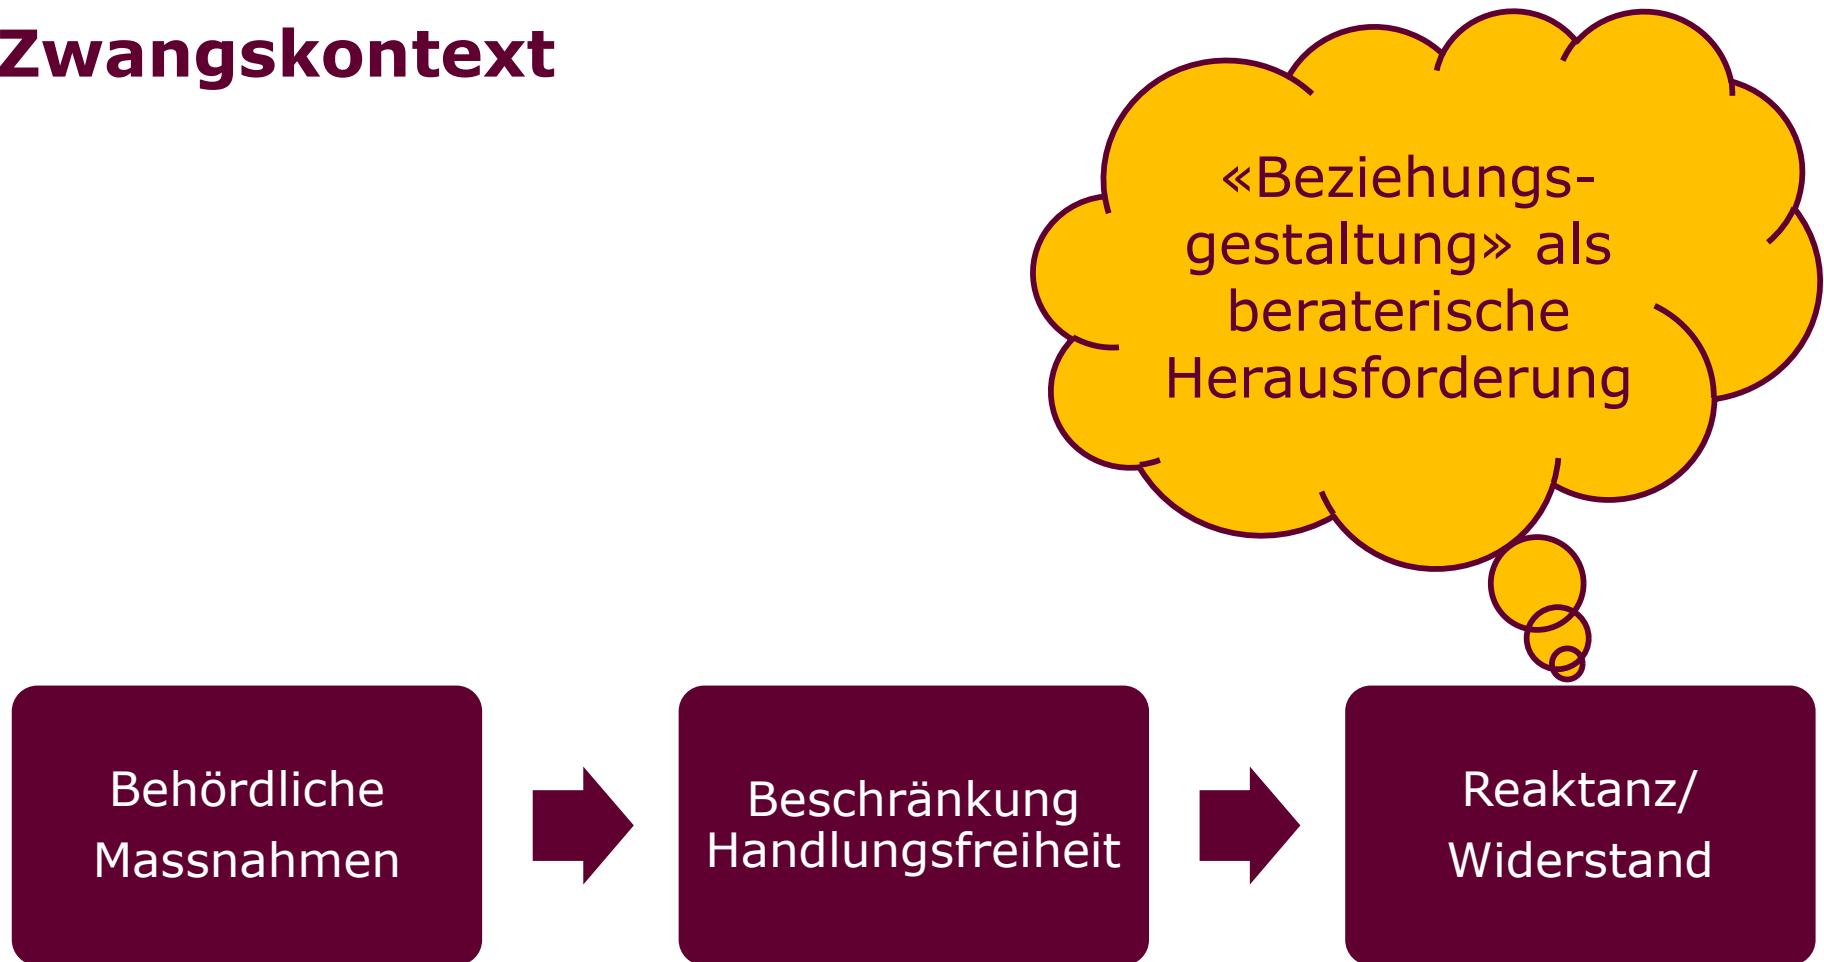 Zwangskontext
«Beziehungs-
gestaltung» als
beraterische
Herausforderung
Behördliche
Massnahmen
Beschränkung
Handlungsfreiheit
Reaktanz/
Widerstand